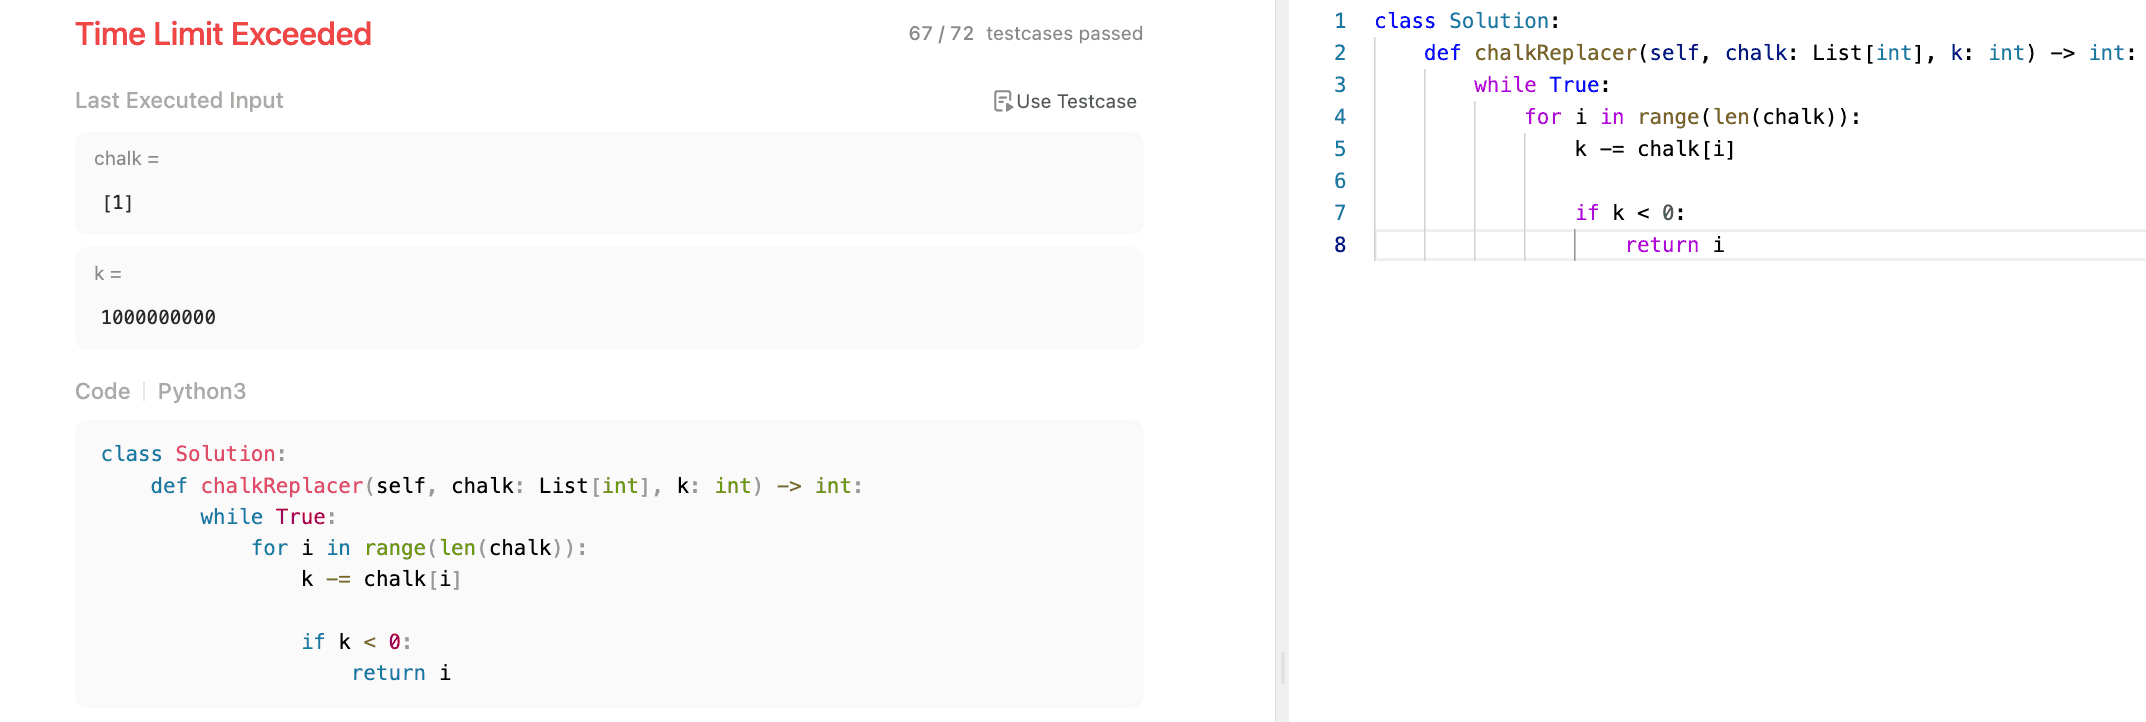 Time Limit Exceeded
67 / 72 testcases passed
Last Executed Input
Use Testcase
chalk =
[1]
k =
1000000000
Code | Python3
class Solution:
    def chalkReplacer(self, chalk: List[int], k: int) -> int:
        while True:
            for i in range(len(chalk)):
                k -= chalk[i]

                if k < 0:
                    return i
1 class Solution:
2     def chalkReplacer(self, chalk: List[int], k: int) -> int:
3         while True:
4             for i in range(len(chalk)):
5                 k -= chalk[i]
6
7                 if k < 0:
8                     return i